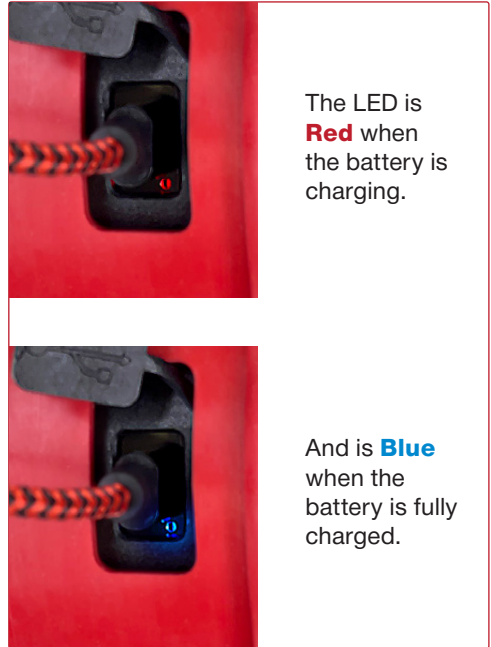 The LED is
Red when
the battery is
charging.
And is Blue
when the
battery is fully
charged.